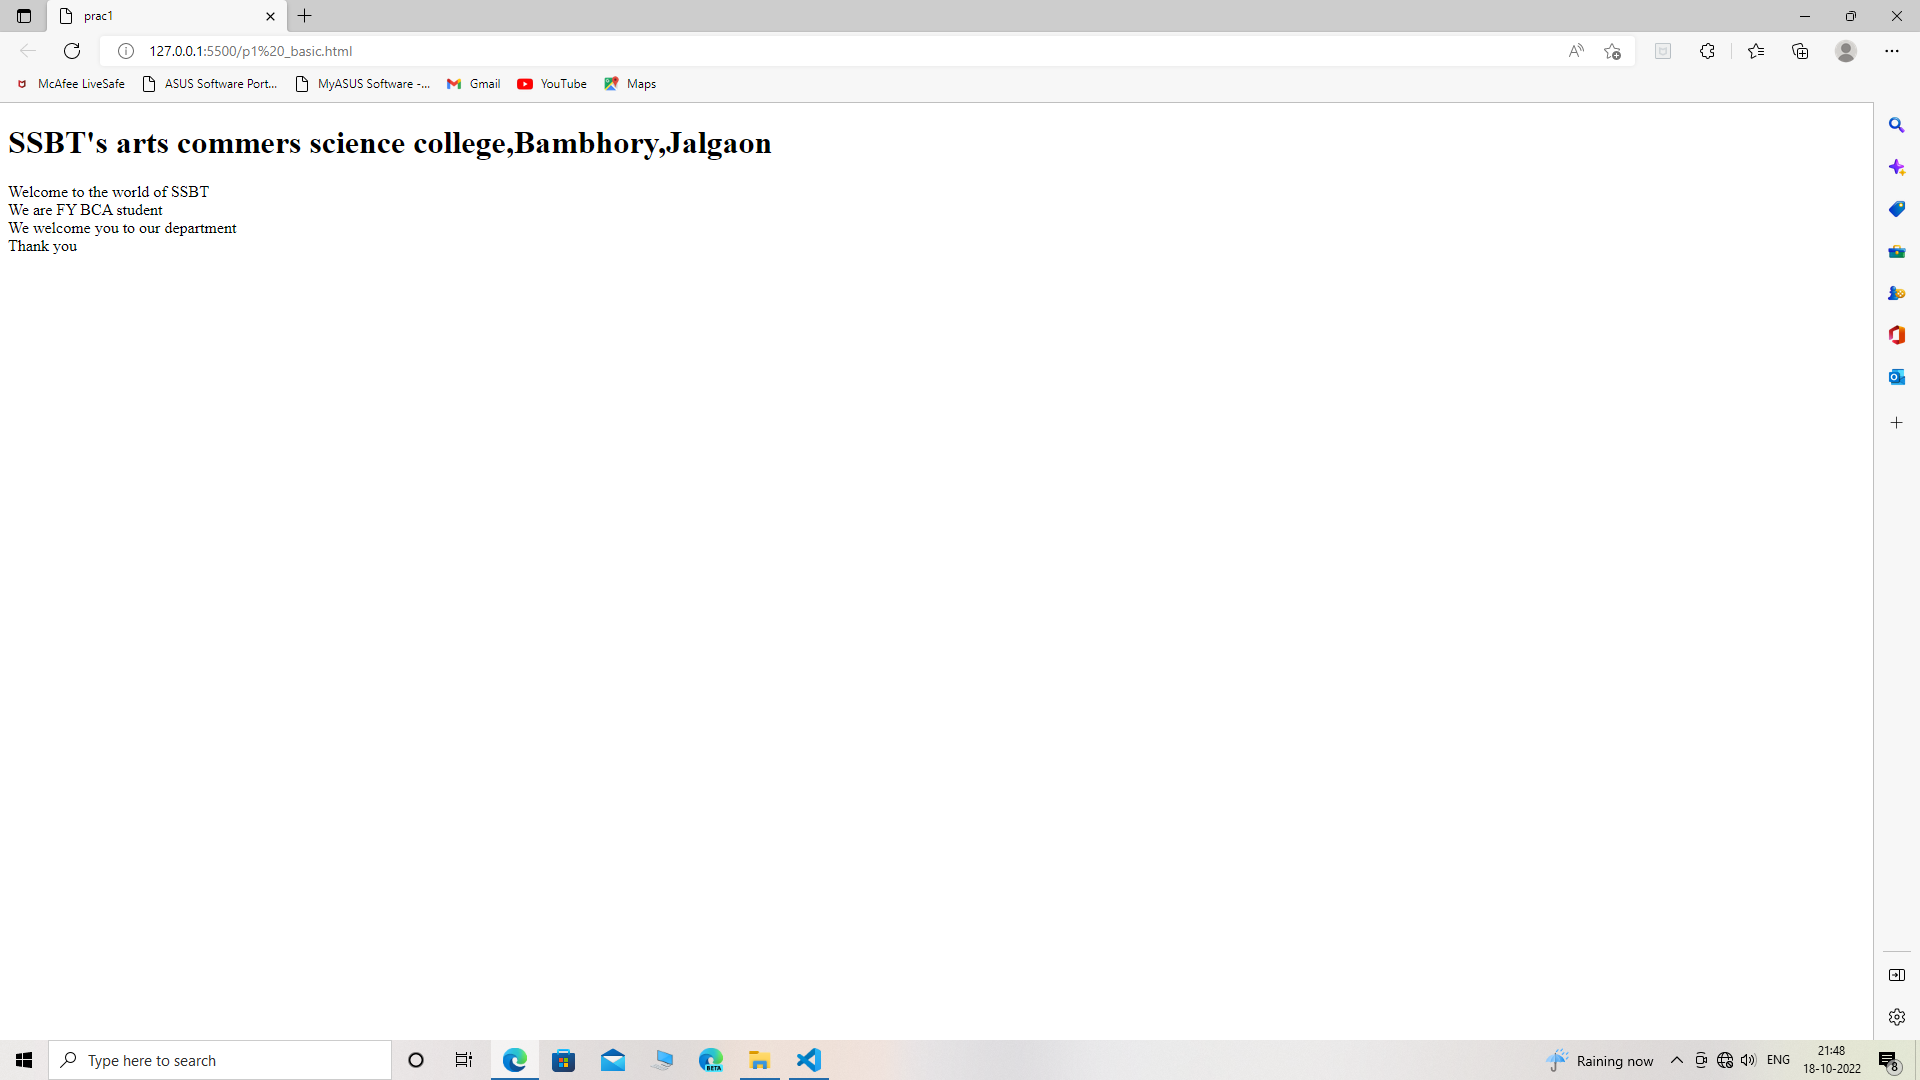 prac1
127.0.0.1:5500/p1%20_basic.html
McAfee LiveSafe ASUS Software Port... MyASUS Software -... Gmail YouTube Maps
SSBT's arts commers science college,Bambhory,Jalgaon
Welcome to the world of SSBT
We are FY BCA student
We welcome you to our department
Thank you
Type here to search
BETA
Raining now
ENG
21:48
18-10-2022
8